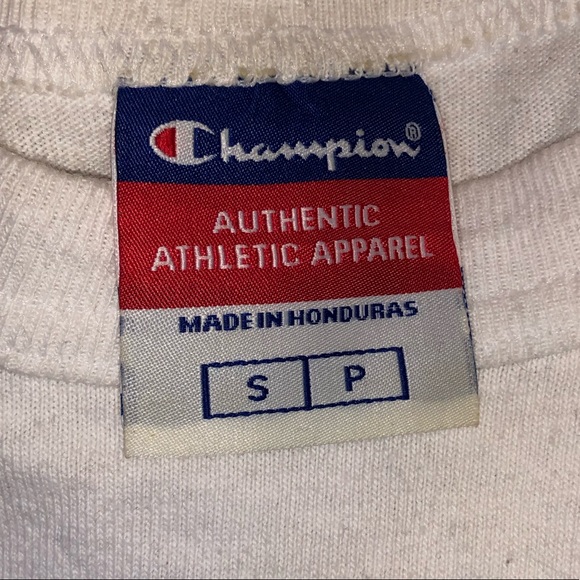 Champion®
AUTHENTIC
ATHLETIC APPAREL
MADE IN HONDURAS
S P